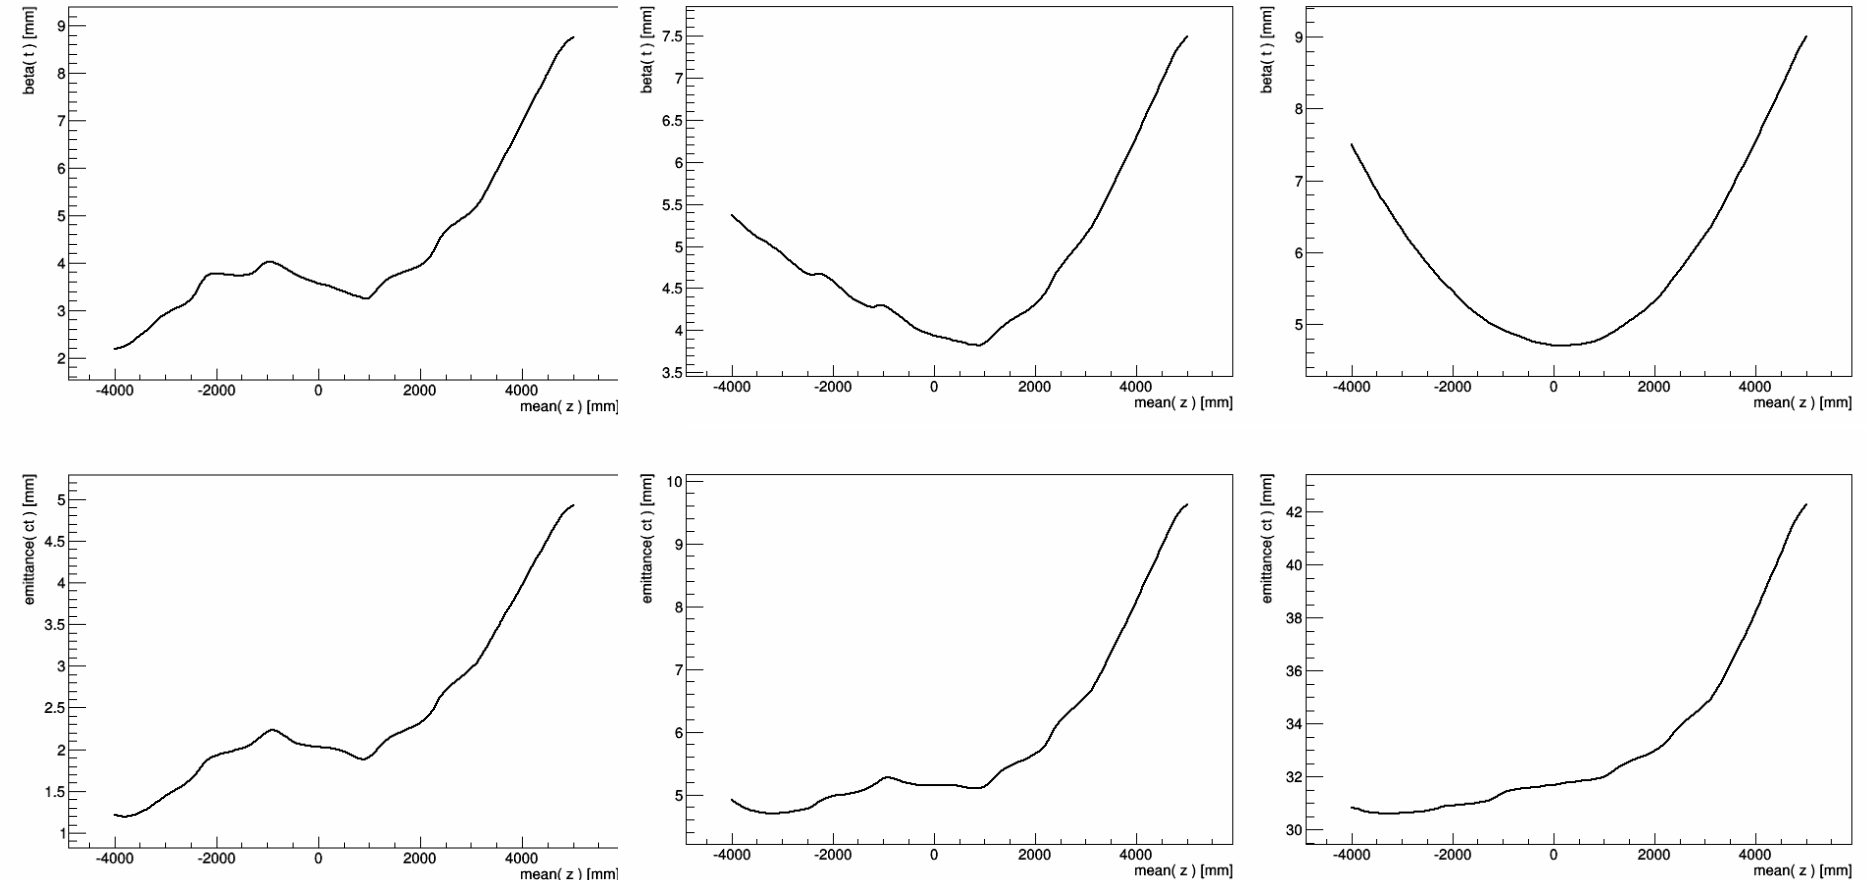 beta( t ) [mm]
9
8
7
6
5
4
3
2
-4000 -2000 0 2000 4000
mean( z ) [mm]
beta( t ) [mm]
7.5
7
6.5
6
5.5
5
4.5
4
3.5
-4000 -2000 0 2000 4000
mean( z ) [mm]
beta( t ) [mm]
9
8
7
6
5
-4000 -2000 0 2000 4000
mean( z ) [mm]
emittance( ct ) [mm]
5
4.5
4
3.5
3
2.5
2
1.5
1
-4000 -2000 0 2000 4000
mean( z ) [mm]
emittance( ct ) [mm]
10
9
8
7
6
5
-4000 -2000 0 2000 4000
mean( z ) [mm]
emittance( ct ) [mm]
42
40
38
36
34
32
30
-4000 -2000 0 2000 4000
mean( z ) [mm]